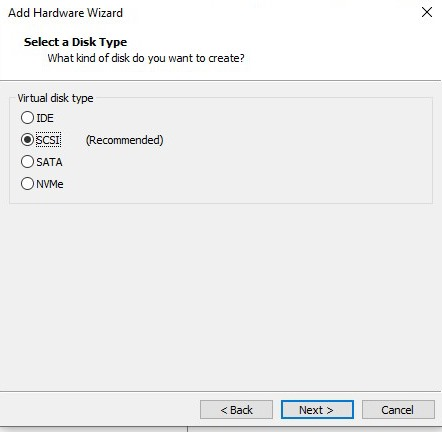 Add Hardware Wizard
Select a Disk Type
What kind of disk do you want to create?
Virtual disk type
IDE
SCSI (Recommended)
SATA
NVMe
< Back Next > Cancel